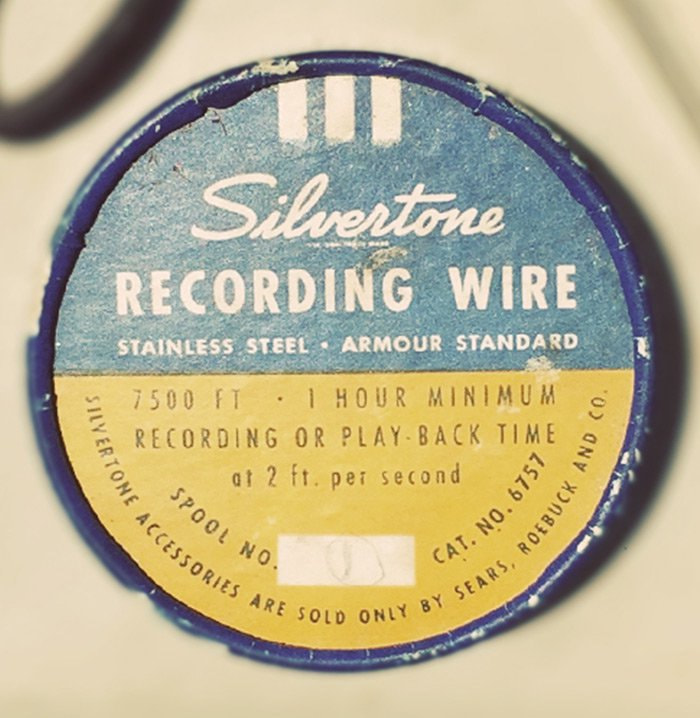 Silvertone
RECORDING WIRE
STAINLESS STEEL • ARMOUR STANDARD
7500 FT • 1 HOUR MINIMUM
RECORDING OR PLAY-BACK TIME
at 2 ft. per second
SPOOL NO.
CAT. NO. 6757
SILVERTONE ACCESSORIES ARE SOLD ONLY BY SEARS, ROEBUCK AND CO.